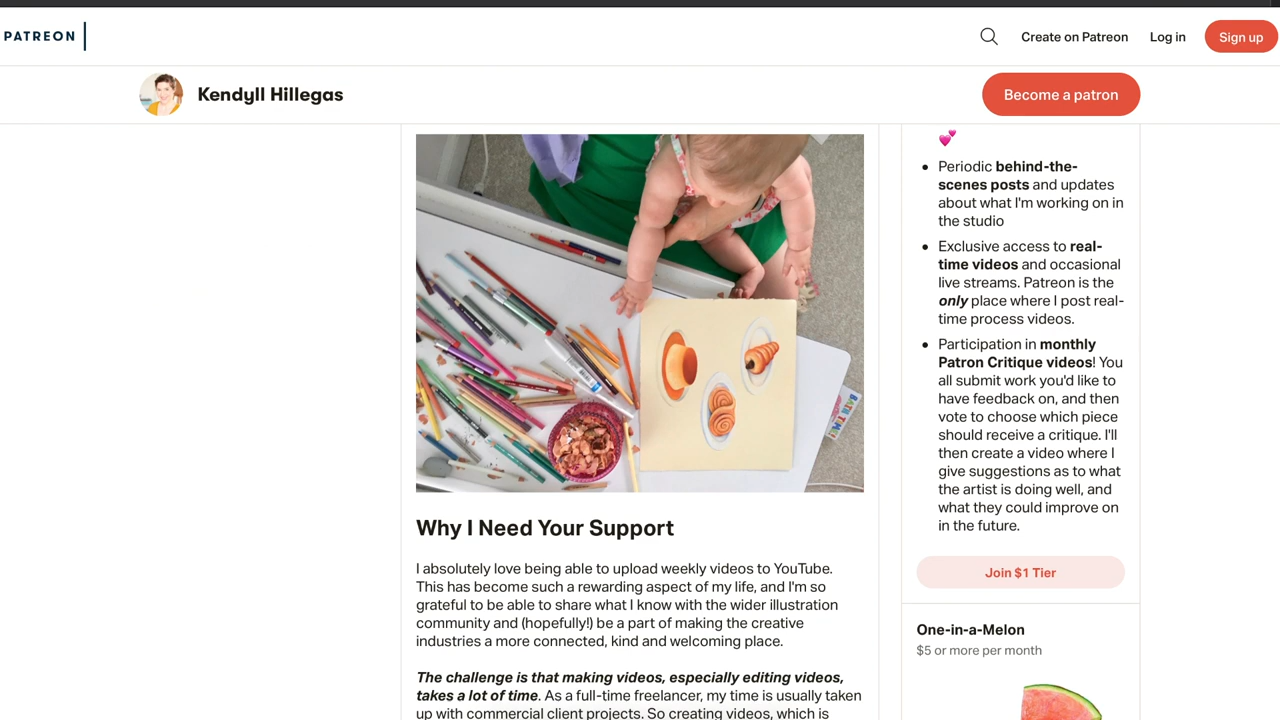 PATREON
Create on Patreon
Log in
Sign up
Kendyll Hillegas
Become a patron
BATH TIME!
Why I Need Your Support
I absolutely love being able to upload weekly videos to YouTube.
This has become such a rewarding aspect of my life, and I'm so
grateful to be able to share what I know with the wider illustration
community and (hopefully!) be a part of making the creative
industries a more connected, kind and welcoming place.
The challenge is that making videos, especially editing videos,
takes a lot of time. As a full-time freelancer, my time is usually taken
up with commercial client projects. So creating videos, which is
💕
• Periodic behind-the-
scenes posts and updates
about what I'm working on in
the studio
• Exclusive access to real-
time videos and occasional
live streams. Patreon is the
only place where I post real-
time process videos.
• Participation in monthly
Patron Critique videos! You
all submit work you'd like to
have feedback on, and then
vote to choose which piece
should receive a critique. I'll
then create a video where I
give suggestions as to what
the artist is doing well, and
what they could improve on
in the future.
Join $1 Tier
One-in-a-Melon
$5 or more per month